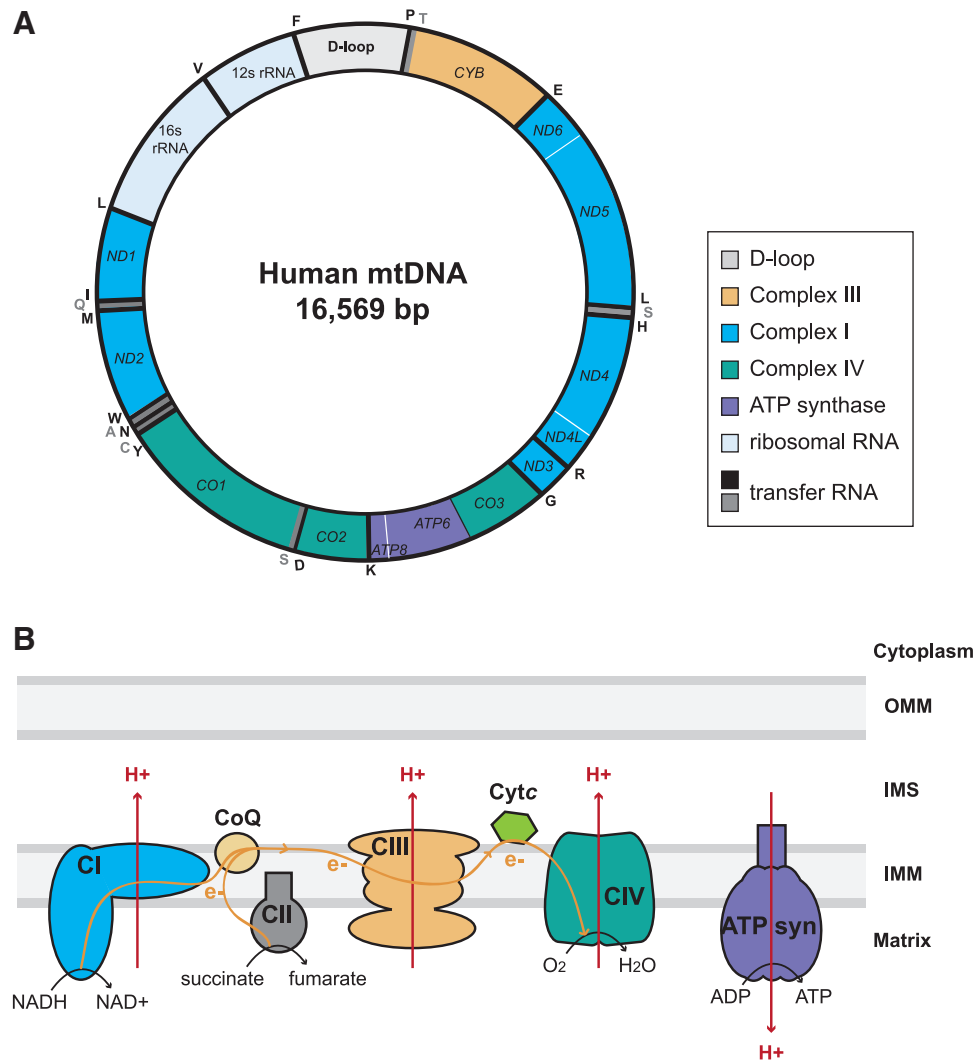 A
F
D-loop
P T
V
12s rRNA
CYB
E
16s
rRNA
ND6
L
ND5
ND1
Human mtDNA
16,569 bp
I
Q
M
L
S
H
ND2
ND4
W
A N
C Y
ND4L
ND3
R
G
CO1
CO3
ATP6
S D
CO2
ATP8
K
D-loop
Complex III
Complex I
Complex IV
ATP synthase
ribosomal RNA
transfer RNA
B
Cytoplasm
OMM
H+
H+
H+
IMS
CoQ
Cytc
CI
CIII
e-
e-
e-
IMM
CII
CIV
ATP syn
Matrix
NADH
NAD+
succinate
fumarate
O2
H2O
ADP
ATP
H+